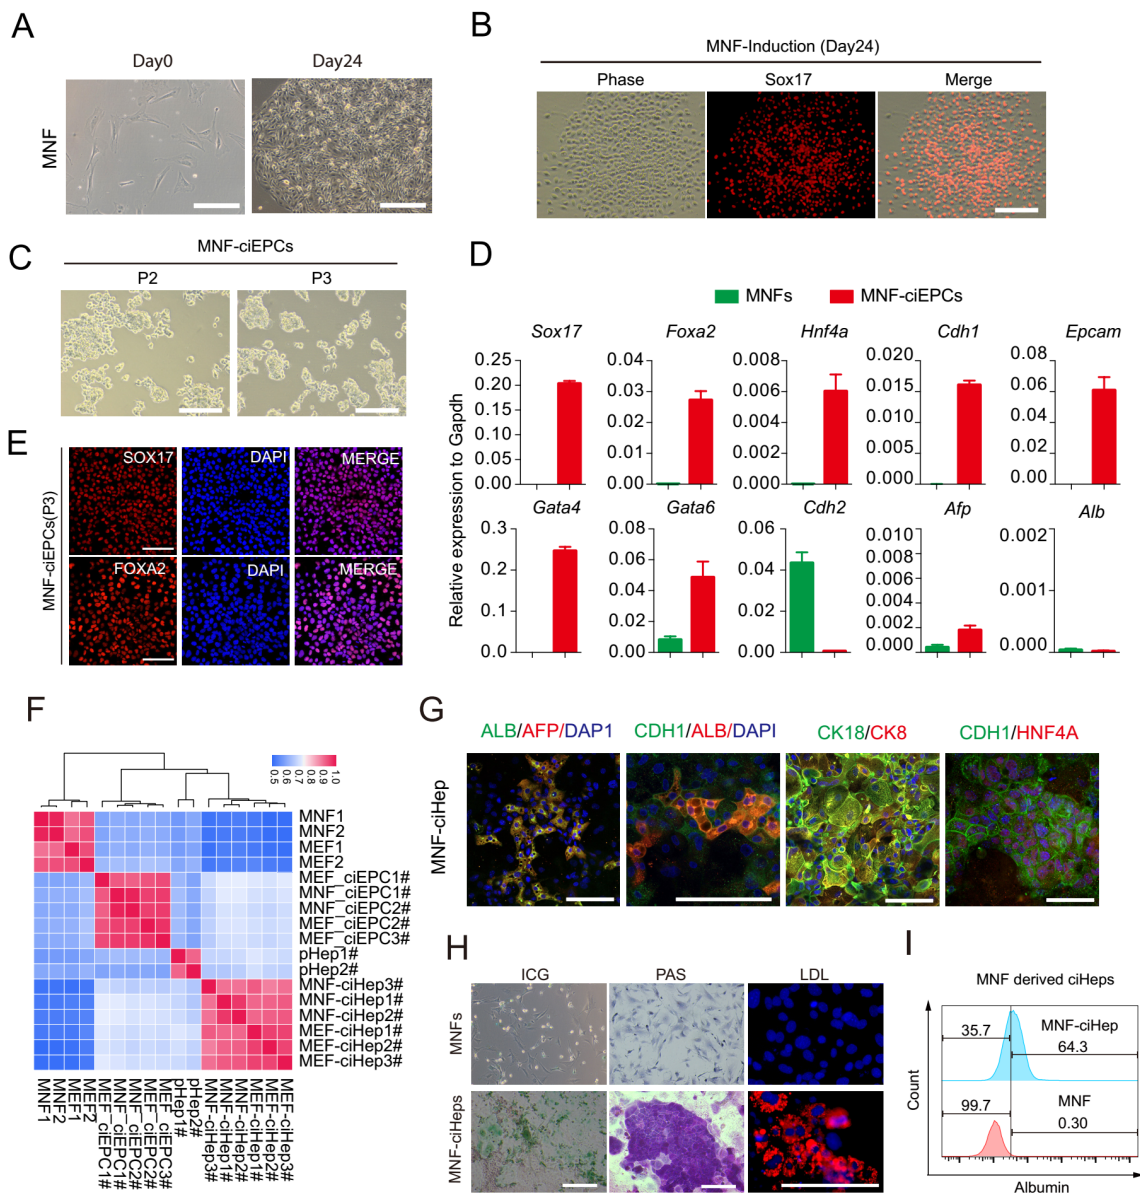 A
Day0
Day24
MNF
B
MNF-Induction (Day24)
Phase
Sox17
Merge
C
MNF-ciEPCs
P2
P3
D
MNFs
MNF-ciEPCs
Relative expression to Gapdh
Sox17
0.25
0.20
0.15
0.10
0.05
0.00
Foxa2
0.04
0.03
0.02
0.01
0.00
Hnf4a
0.008
0.006
0.004
0.002
0.000
Cdh1
0.020
0.015
0.010
0.005
0.000
Epcam
0.08
0.06
0.04
0.02
0.00
Gata4
0.3
0.2
0.1
0.0
Gata6
0.08
0.06
0.04
0.02
0.00
Cdh2
0.06
0.04
0.02
0.00
Afp
0.010
0.008
0.006
0.004
0.002
0.000
Alb
0.002
0.001
0.000
E
MNF-ciEPCs(P3)
SOX17
DAPI
MERGE
FOXA2
DAPI
MERGE
F
0.5
0.6
0.7
0.8
0.9
1.0
MNF1
MNF2
MEF1
MEF2
MEF_ciEPC1#
MNF_ciEPC1#
MNF_ciEPC2#
MEF_ciEPC2#
MEF_ciEPC3#
pHep1#
pHep2#
MNF-ciHep3#
MNF-ciHep1#
MNF-ciHep2#
MEF-ciHep1#
MEF-ciHep2#
MEF-ciHep3#
MNF1
MNF2
MEF1
MEF2
MEF_ciEPC1#
MNF_ciEPC1#
MNF_ciEPC2#
MEF_ciEPC2#
MEF_ciEPC3#
pHep1#
pHep2#
MNF-ciHep3#
MNF-ciHep1#
MNF-ciHep2#
MEF-ciHep1#
MEF-ciHep2#
MEF-ciHep3#
G
ALB/AFP/DAP1
CDH1/ALB/DAPI
CK18/CK8
CDH1/HNF4A
MNF-ciHep
H
ICG
PAS
LDL
MNFs
MNF-ciHeps
I
MNF derived ciHeps
35.7
MNF-ciHep
64.3
99.7
MNF
0.30
Count
Albumin